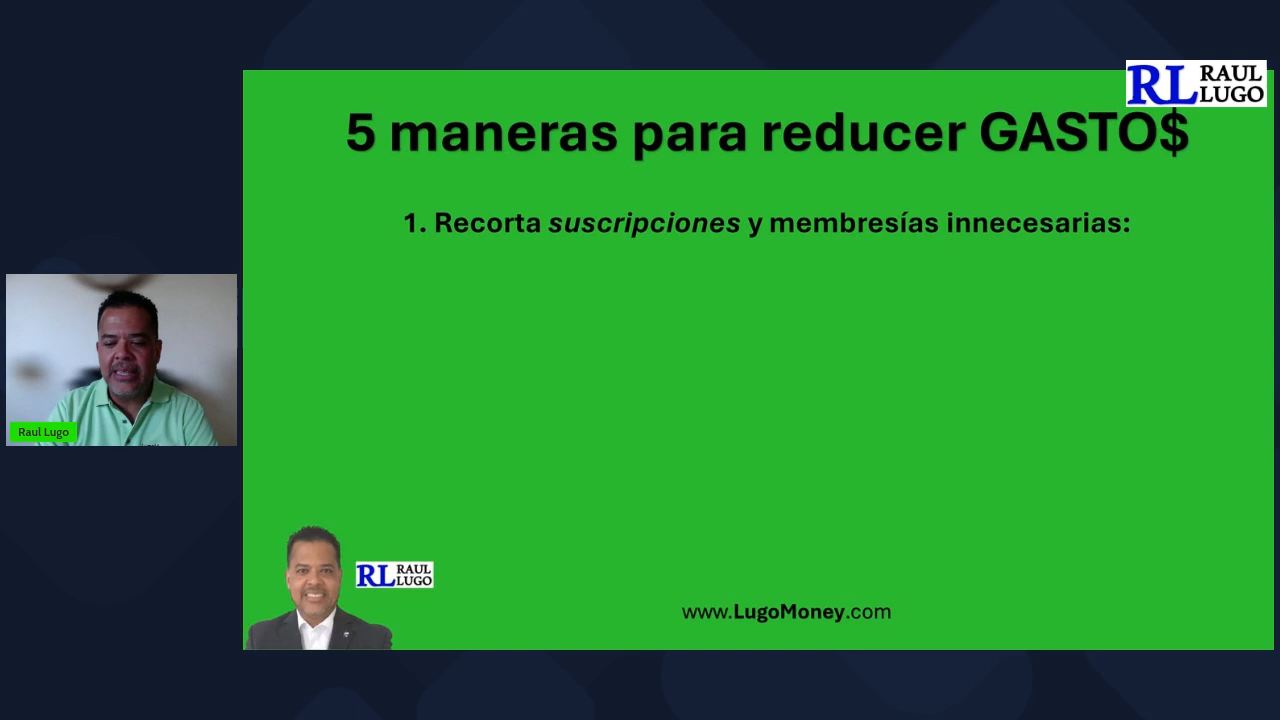 RL RAUL
LUGO
5 maneras para reducer GASTO$
1. Recorta suscripciones y membresías innecesarias:
Raul Lugo
RL RAUL
LUGO
www.LugoMoney.com